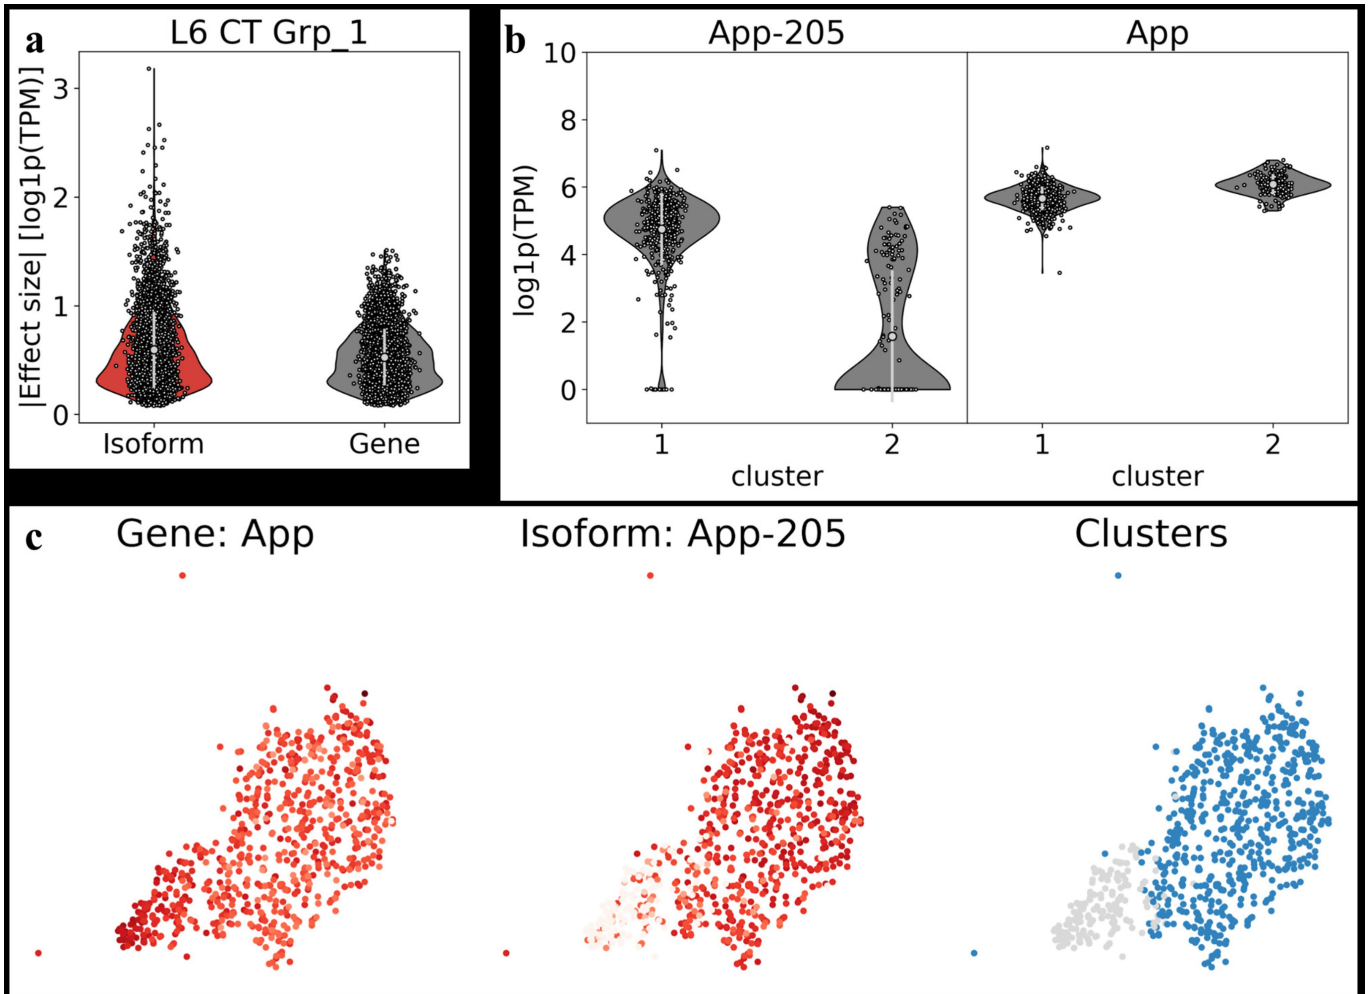 a
L6 CT Grp_1
|Effect size| [log1p(TPM)]
3
2
1
0
Isoform Gene
b
App-205 App
log1p(TPM)
10
8
6
4
2
0
1 2 1 2
cluster cluster
c
Gene: App Isoform: App-205 Clusters